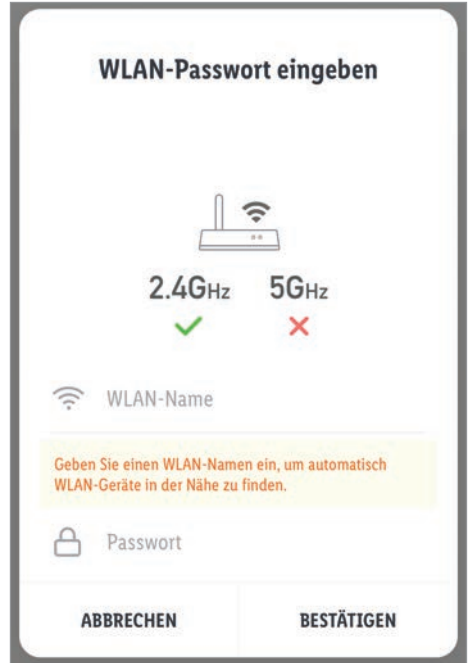 WLAN-Passwort eingeben
2.4GHz 5GHz
WLAN-Name
Geben Sie einen WLAN-Namen ein, um automatisch
WLAN-Geräte in der Nähe zu finden.
Passwort
ABBRECHEN BESTÄTIGEN